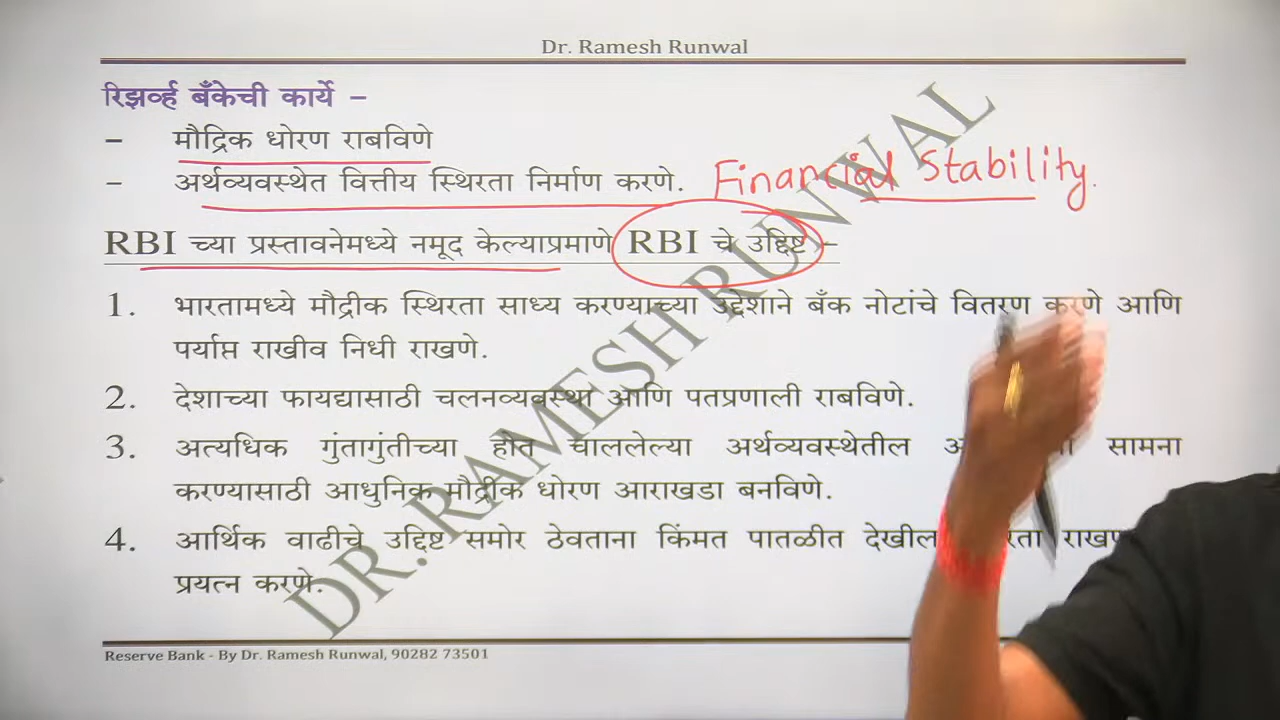 Dr. Ramesh Runwal
रिझर्व्ह बँकेची कार्ये –
– मौद्रिक धोरण राबविणे
– अर्थव्यवस्थेत वित्तीय स्थिरता निर्माण करणे. Financial Stability.
RBI च्या प्रस्तावनेमध्ये नमूद केल्याप्रमाणे RBI चे उद्दिष्ट –
1. भारतामध्ये मौद्रीक स्थिरता साध्य करण्याच्या उद्देशाने बँक नोटांचे वितरण करणे आणि
पर्याप्त राखीव निधी राखणे.
2. देशाच्या फायद्यासाठी चलनव्यवस्था आणि पतप्रणाली राबविणे.
3. अत्यधिक गुंतागुंतीच्या होत चाललेल्या अर्थव्यवस्थेतील सामना
करण्यासाठी आधुनिक मौद्रीक धोरण आराखडा बनविणे.
4. आर्थिक वाढीचे उद्दिष्ट समोर ठेवताना किंमत पातळीत देखील
प्रयत्न करणे.
DR. RAMESH RUNWAL
Reserve Bank - By Dr. Ramesh Runwal, 90282 73501